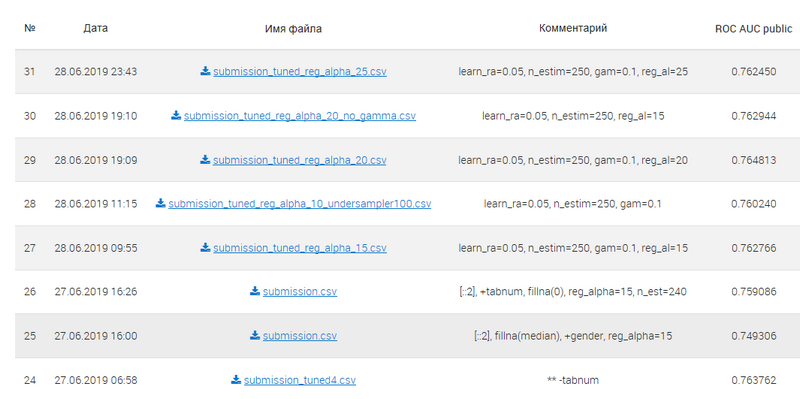 № Дата Имя файла Комментарий ROC AUC public
31 28.06.2019 23:43 submission_tuned_reg_alpha_25.csv learn_ra=0.05, n_estim=250, gam=0.1, reg_al=25 0.762450
30 28.06.2019 19:10 submission_tuned_reg_alpha_20_no_gamma.csv learn_ra=0.05, n_estim=250, reg_al=15 0.762944
29 28.06.2019 19:09 submission_tuned_reg_alpha_20.csv learn_ra=0.05, n_estim=250, gam=0.1, reg_al=20 0.764813
28 28.06.2019 11:15 submission_tuned_reg_alpha_10_undersampler100.csv learn_ra=0.05, n_estim=250, gam=0.1 0.760240
27 28.06.2019 09:55 submission_tuned_reg_alpha_15.csv learn_ra=0.05, n_estim=250, gam=0.1, reg_al=15 0.762766
26 27.06.2019 16:26 submission.csv [::2], +tabnum, fillna(0), reg_alpha=15, n_est=240 0.759086
25 27.06.2019 16:00 submission.csv [::2], fillna(median), +gender, reg_alpha=15 0.749306
24 27.06.2019 06:58 submission_tuned4.csv ** -tabnum 0.763762